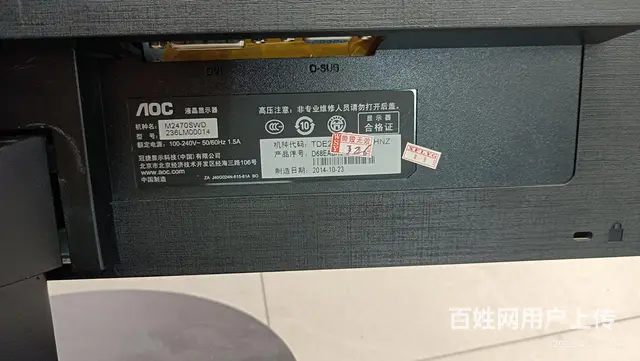 DVI D-SUB
AOC 液晶显示器
机种名: M2470SWD
型号: 236LM00014
额定电源: 100-240V~ 50/60Hz 1.5A
冠捷显示科技(中国)有限公司
北京市北京经济技术开发区经海三路106号
www.aoc.com
中国制造
高压注意: 非专业维修人员请勿打开后盖。
显示器
合格证
机种代码: HNZ
产品序号:
制造日期: 2014-10-23
326
百姓网用户上传